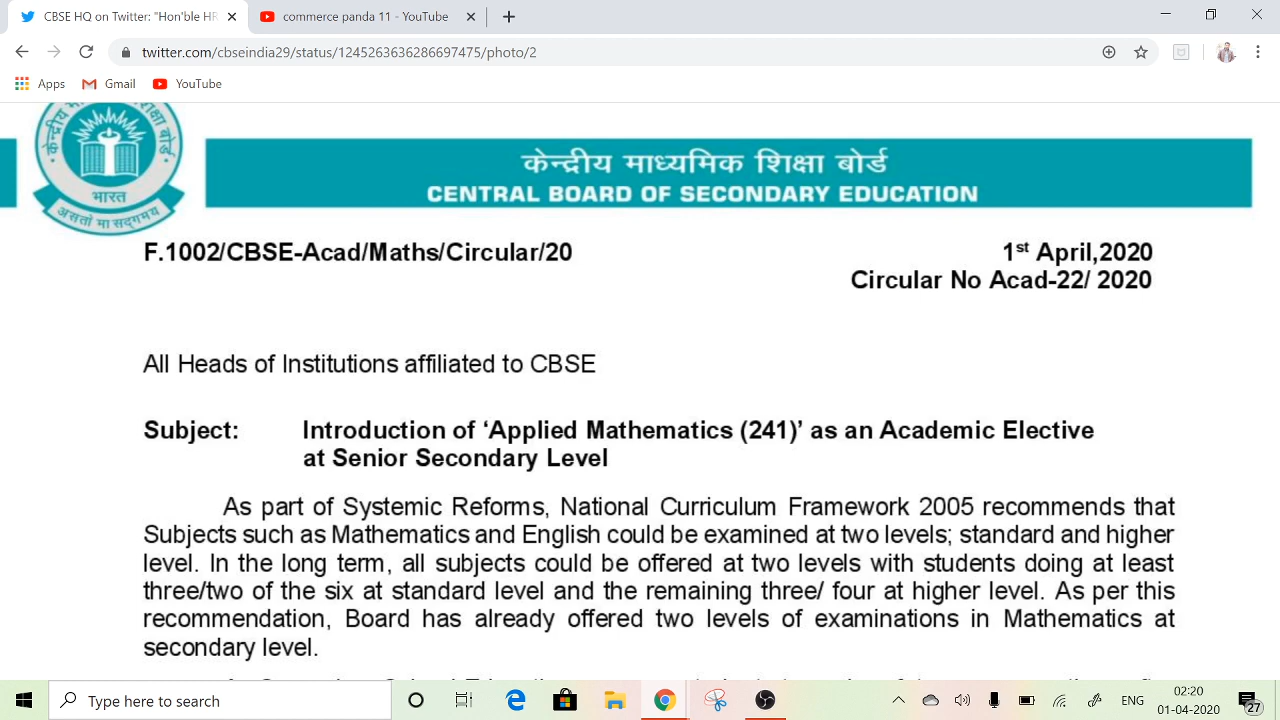 CBSE HQ on Twitter: "Hon'ble HR
commerce panda 11 - YouTube
twitter.com/cbseindia29/status/1245263636286697475/photo/2
Apps
Gmail
YouTube
भारत
असतो मा सद्गमय
केन्द्रीय माध्यमिक शिक्षा बोर्ड
CENTRAL BOARD OF SECONDARY EDUCATION
F.1002/CBSE-Acad/Maths/Circular/20
1st April,2020
Circular No Acad-22/ 2020
All Heads of Institutions affiliated to CBSE
Subject: Introduction of ‘Applied Mathematics (241)’ as an Academic Elective
at Senior Secondary Level
As part of Systemic Reforms, National Curriculum Framework 2005 recommends that
Subjects such as Mathematics and English could be examined at two levels; standard and higher
level. In the long term, all subjects could be offered at two levels with students doing at least
three/two of the six at standard level and the remaining three/ four at higher level. As per this
recommendation, Board has already offered two levels of examinations in Mathematics at
secondary level.
Type here to search
ENG
02:20
01-04-2020
27